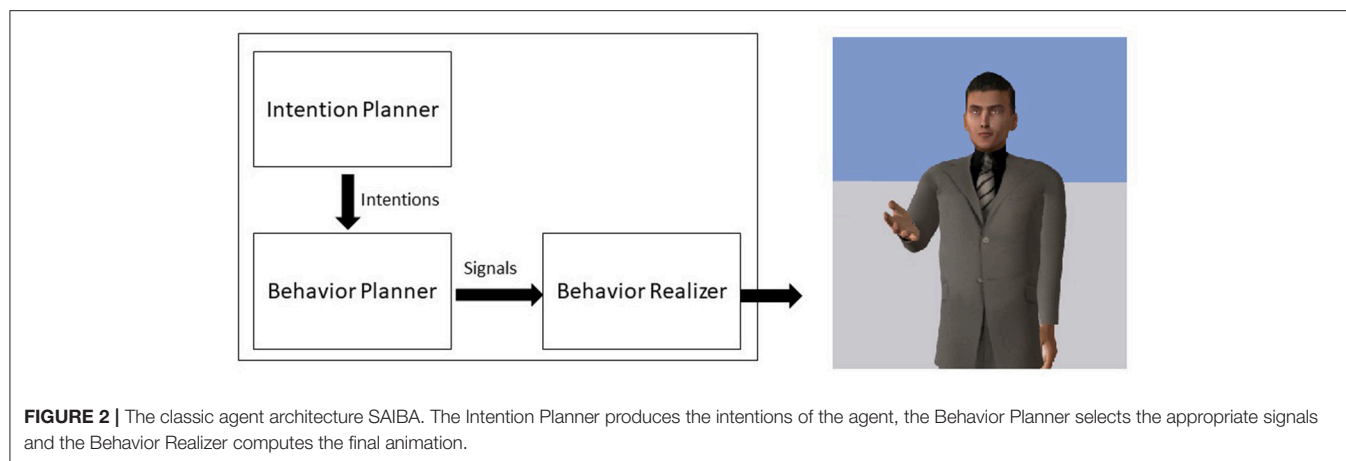 Intention Planner
Intentions
Behavior Planner
Signals
Behavior Realizer
FIGURE 2 | The classic agent architecture SAIBA. The Intention Planner produces the intentions of the agent, the Behavior Planner selects the appropriate signals
and the Behavior Realizer computes the final animation.